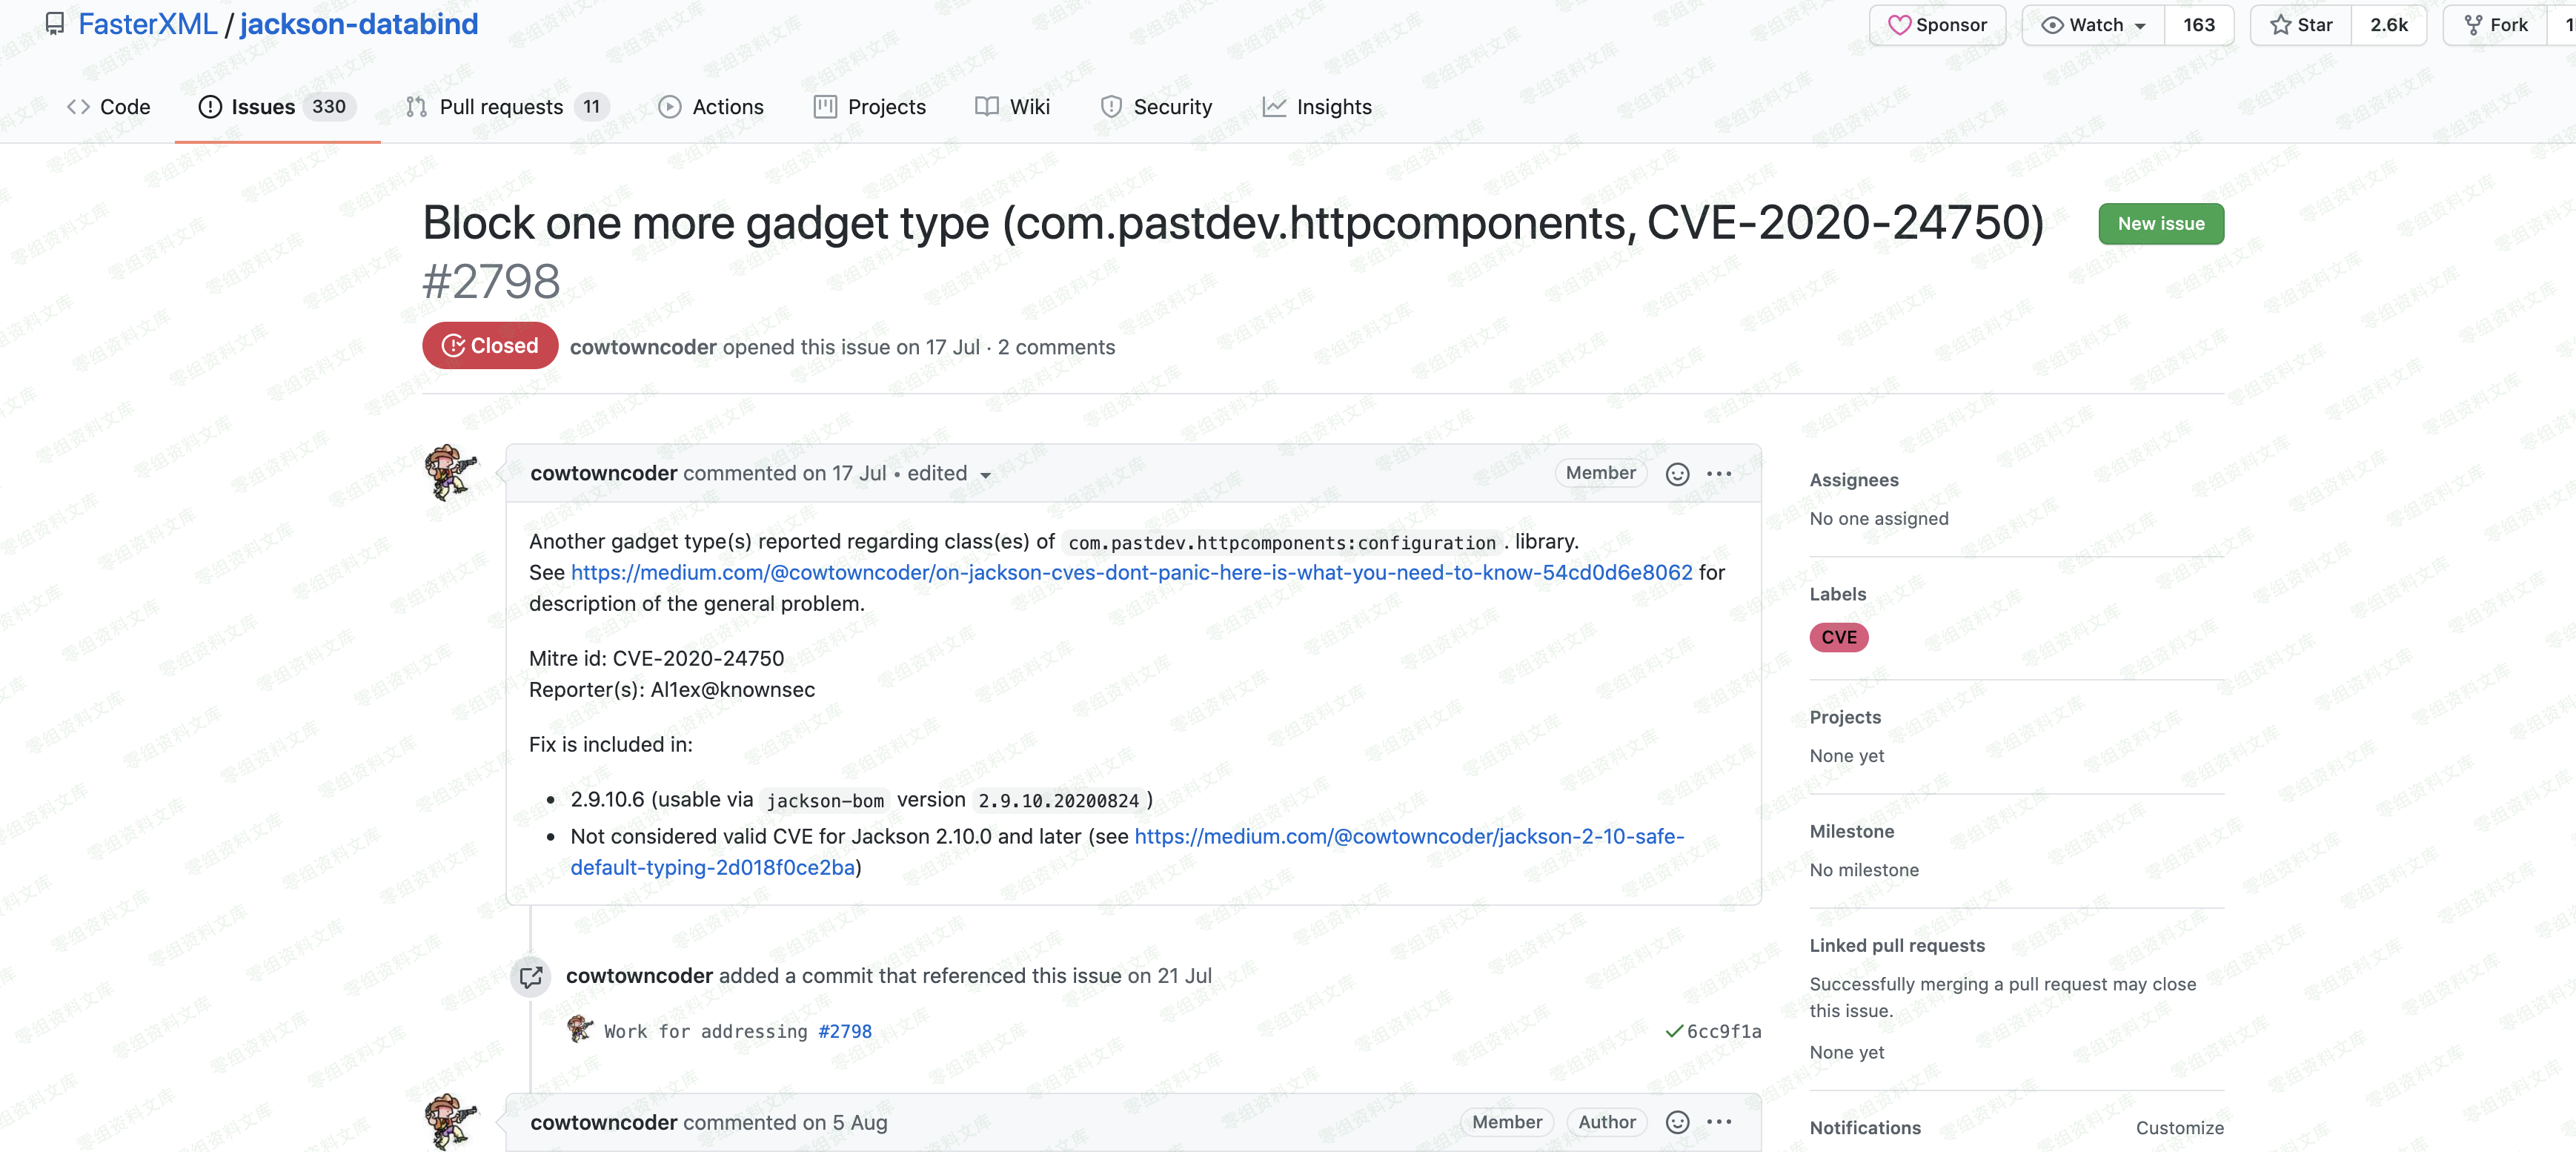 FasterXML / jackson-databind
Sponsor
Watch 163
Star 2.6k
Fork
Code
Issues 330
Pull requests 11
Actions
Projects
Wiki
Security
Insights
Block one more gadget type (com.pastdev.httpcomponents, CVE-2020-24750)
#2798
New issue
Closed
cowtowncoder opened this issue on 17 Jul · 2 comments
cowtowncoder commented on 17 Jul • edited
Member
Another gadget type(s) reported regarding class(es) of com.pastdev.httpcomponents:configuration . library.
See https://medium.com/@cowtowncoder/on-jackson-cves-dont-panic-here-is-what-you-need-to-know-54cd0d6e8062 for
description of the general problem.
Mitre id: CVE-2020-24750
Reporter(s): Al1ex@knownsec
Fix is included in:
• 2.9.10.6 (usable via jackson-bom version 2.9.10.20200824 )
• Not considered valid CVE for Jackson 2.10.0 and later (see https://medium.com/@cowtowncoder/jackson-2-10-safe-
default-typing-2d018f0ce2ba)
cowtowncoder added a commit that referenced this issue on 21 Jul
Work for addressing #2798
6cc9f1a
cowtowncoder commented on 5 Aug
Member
Author
Assignees
No one assigned
Labels
CVE
Projects
None yet
Milestone
No milestone
Linked pull requests
Successfully merging a pull request may close
this issue.
None yet
Notifications
Customize
零组资料文库